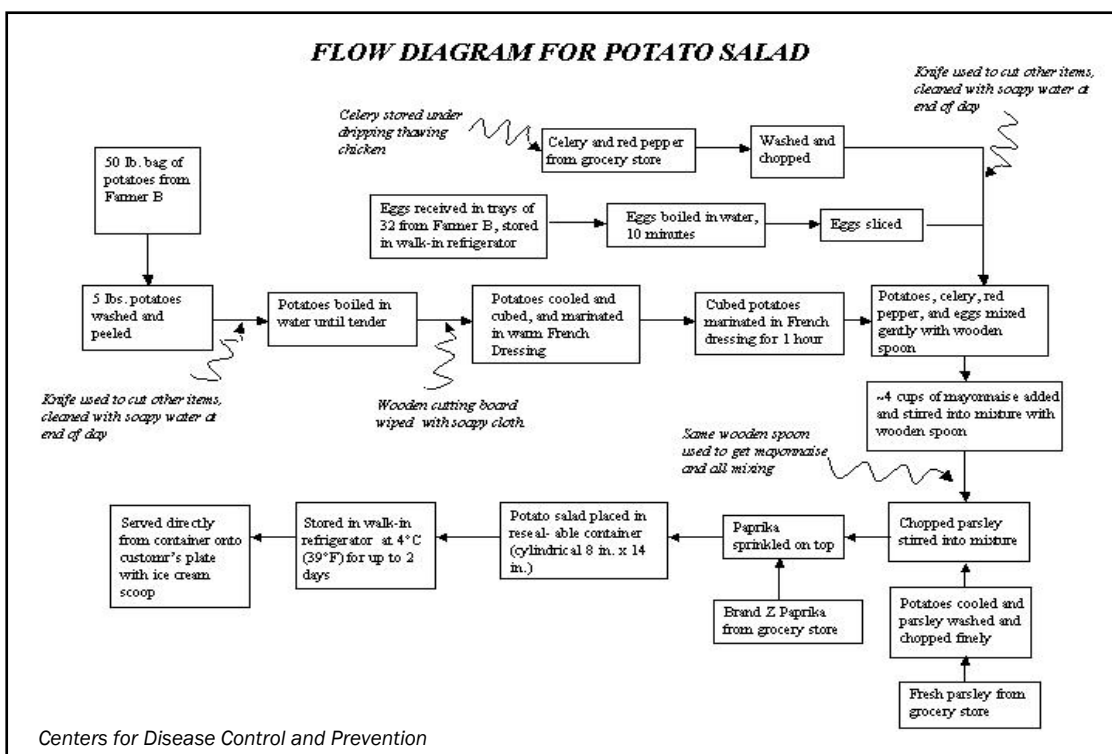 FLOW DIAGRAM FOR POTATO SALAD
Knife used to cut other items,
cleaned with soapy water at
end of day
Celery stored under
dripping thawing
chicken
Celery and red pepper
from grocery store
Washed and
chopped
50 lb. bag of
potatoes from
Farmer B
Eggs received in trays of
32 from Farmer B, stored
in walk-in refrigerator
Eggs boiled in water,
10 minutes
Eggs sliced
5 lbs. potatoes
washed and
peeled
Potatoes boiled in
water until tender
Potatoes cooled and
cubed, and marinated
in warm French
Dressing
Cubed potatoes
marinated in French
dressing for 1 hour
Potatoes, celery, red
pepper, and eggs mixed
gently with wooden
spoon
Knife used to cut other items,
cleaned with soapy water at
end of day
Wooden cutting board
wiped with soapy cloth.
~4 cups of mayonnaise added
and stirred into mixture with
wooden spoon
Same wooden spoon
used to get mayonnaise
and all mixing
Served directly
from container onto
customr's plate
with ice cream
scoop
Stored in walk-in
refrigerator at 4°C
(39°F) for up to 2
days
Potato salad placed in
reseal- able container
(cylindrical 8 in. x 14
in.)
Paprika
sprinkled on top
Chopped parsley
stirred into mixture
Brand Z Paprika
from grocery store
Potatoes cooled and
parsley washed and
chopped finely
Fresh parsley from
grocery store
Centers for Disease Control and Prevention